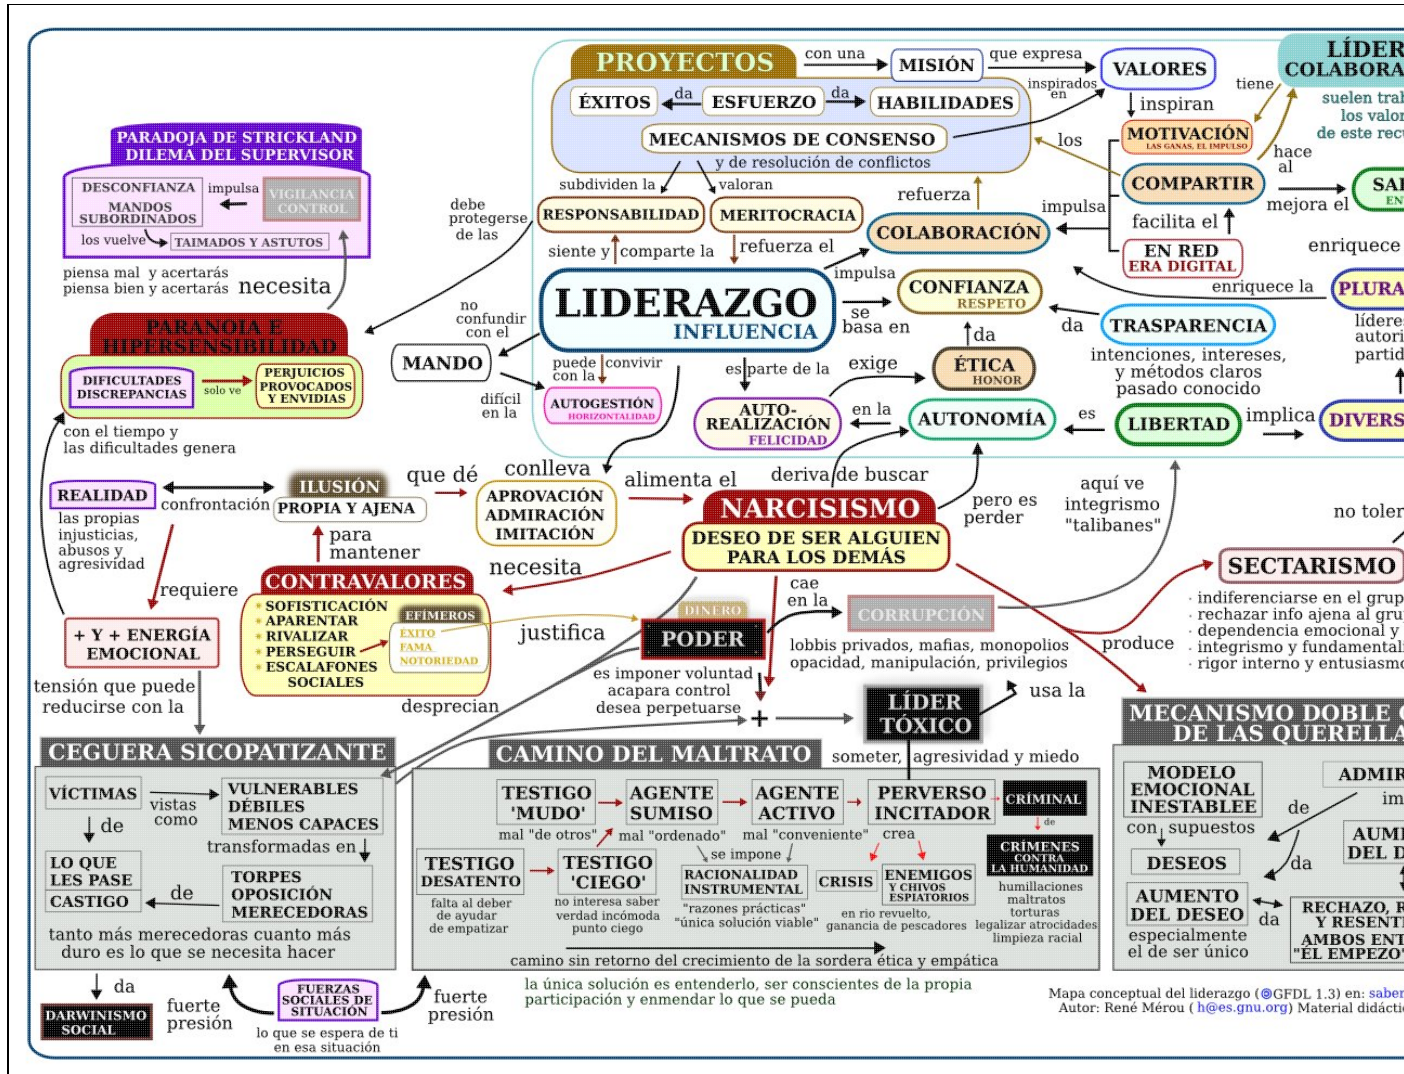 PROYECTOS
con una
MISIÓN
que expresa
VALORES
LÍDER
COLABORA
ÉXITOS
da
ESFUERZO
da
HABILIDADES
inspirados
en
inspiran
tiene
suelen trab
los valor
de este recu
MECANISMOS DE CONSENSO
y de resolución de conflictos
los
MOTIVACIÓN
LAS GANAS, EL IMPULSO
hace
al
PARADOJA DE STRICKLAND
DILEMA DEL SUPERVISOR
DESCONFIANZA
MANDOS
SUBORDINADOS
impulsa
VIGILANCIA
CONTROL
los vuelve
TAIMADOS Y ASTUTOS
piensa mal y acertarás
piensa bien y acertarás
necesita
debe
protegerse
de las
subdividen la
valoran
refuerza
COMPARTIR
mejora el
SAL
RESPONSABILIDAD
MERITOCRACIA
COLABORACIÓN
impulsa
facilita el
siente y
comparte la
refuerza el
EN RED
ERA DIGITAL
enriquece
LIDERAZGO
INFLUENCIA
impulsa
se
basa en
CONFIANZA
RESPETO
enriquece la
PLURA
da
TRASPARENCIA
intenciones, intereses,
y métodos claros
pasado conocido
líderes
autori
partid
PARANOIA E
HIPERSENSIBILIDAD
DIFICULTADES
DISCREPANCIAS
solo ve
PERJUICIOS
PROVOCADOS
Y ENVIDIAS
con el tiempo y
las dificultades genera
no
confundir
con el
MANDO
difícil
en la
puede
con la
convivir
AUTOGESTIÓN
HORIZONTALIDAD
es parte de la
exige
da
ÉTICA
HONOR
AUTO-
REALIZACIÓN
FELICIDAD
en la
AUTONOMÍA
es
LIBERTAD
implica
DIVERS
REALIDAD
confrontación
ILUSIÓN
PROPIA Y AJENA
que dé
conlleva
APROVACIÓN
ADMIRACIÓN
IMITACIÓN
alimenta el
deriva de buscar
NARCISISMO
DESEO DE SER ALGUIEN
PARA LOS DEMÁS
pero es
perder
aquí ve
integrismo
"talibanes"
no toler
SECTARISMO
· indiferenciarse en el grup
· rechazar info ajena al grup
· dependencia emocional y
· integrismo y fundamentali
· rigor interno y entusiasmo
las propias
injusticias,
abusos y
agresividad
requiere
para
mantener
necesita
CONTRAVALORES
SOFISTICACIÓN
APARENTAR
RIVALIZAR
PERSEGUIR
ESCALAFONES
SOCIALES
EFÍMEROS
EXITO
FAMA
NOTORIEDAD
justifica
DINERO
PODER
cae
en la
CORRUPCIÓN
lobbis privados, mafias, monopolios
opacidad, manipulación, privilegios
produce
+ Y + ENERGÍA
EMOCIONAL
tensión que puede
reducirse con la
desprecian
es imponer voluntad
acapara control
desea perpetuarse
+
LÍDER
TÓXICO
usa la
someter, agresividad y miedo
CEGUERA SICOPATIZANTE
VÍCTIMAS
vistas
como
VULNERABLES
DÉBILES
MENOS CAPACES
de
transformadas en
LO QUE
LES PASE
CASTIGO
de
TORPES
OPOSICIÓN
MERECEDORAS
tanto más merecedoras cuanto más
duro es lo que se necesita hacer
da
DARWINISMO
SOCIAL
fuerte
presión
FUERZAS
SOCIALES DE
SITUACIÓN
lo que se espera de ti
en esa situación
fuerte
presión
CAMINO DEL MALTRATO
TESTIGO
'MUDO'
mal "de otros"
AGENTE
SUMISO
mal "ordenado"
AGENTE
ACTIVO
mal "conveniente"
PERVERSO
INCITADOR
crea
CRÍMINAL
de
CRÍMENES
CONTRA
LA HUMANIDAD
humillaciones
maltratos
torturas
legalizar atrocidades
limpieza racial
TESTIGO
DESATENTO
falta al deber
de ayudar
de empatizar
TESTIGO
'CIEGO'
no interesa saber
verdad incómoda
punto ciego
se impone
RACIONALIDAD
INSTRUMENTAL
"razones prácticas"
"única solución viable"
CRISIS
ENEMIGOS
Y CHIVOS
ESPIATORIOS
en rio revuelto,
ganancia de pescadores
camino sin retorno del crecimiento de la sordera ética y empática
la única solución es entenderlo, ser conscientes de la propia
participación y enmendar lo que se pueda
MECANISMO DOBLE
DE LAS QUERELLA
MODELO
EMOCIONAL
INESTABLEE
con
supuestos
DESEOS
de
da
ADMIR
im
AUME
DEL D
AUMENTO
DEL DESEO
especialmente
el de ser único
da
RECHAZO, R
Y RESENT
AMBOS ENT
"ÉL EMPEZO"
Mapa conceptual del liderazgo (GFDL 1.3) en: saber
Autor: René Mérou ( h@es.gnu.org) Material didáctic